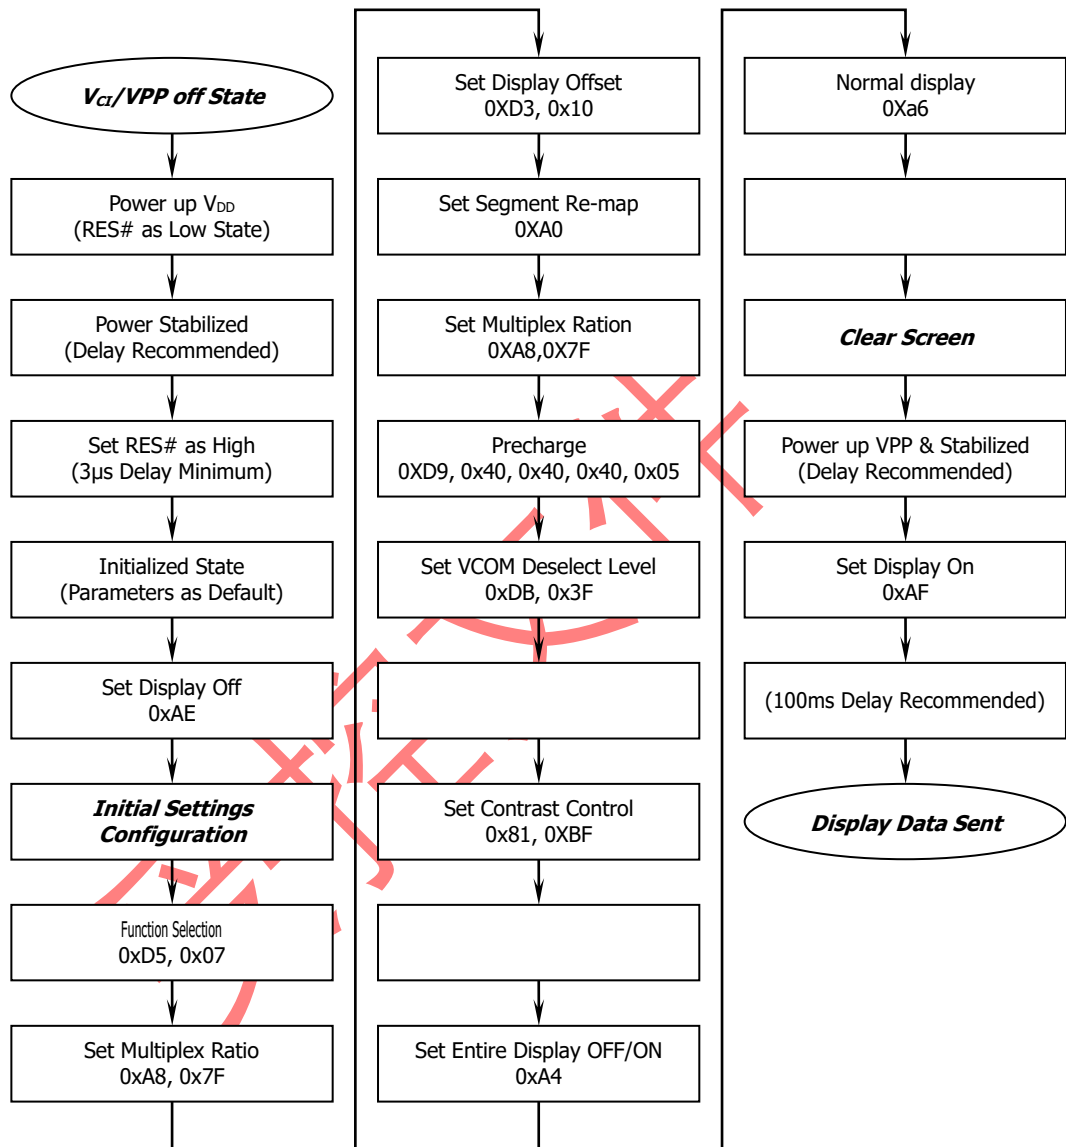 V_CI/VPP off State
Power up V_DD
(RES# as Low State)
Power Stabilized
(Delay Recommended)
Set RES# as High
(3μs Delay Minimum)
Initialized State
(Parameters as Default)
Set Display Off
0xAE
Initial Settings
Configuration
Function Selection
0xD5, 0x07
Set Multiplex Ratio
0xA8, 0x7F
Set Display Offset
0XD3, 0x10
Set Segment Re-map
0XA0
Set Multiplex Ration
0XA8,0X7F
Precharge
0XD9, 0x40, 0x40, 0x40, 0x05
Set VCOM Deselect Level
0xDB, 0x3F
Set Contrast Control
0x81, 0XBF
Set Entire Display OFF/ON
0xA4
Normal display
0Xa6
Clear Screen
Power up VPP & Stabilized
(Delay Recommended)
Set Display On
0xAF
(100ms Delay Recommended)
Display Data Sent